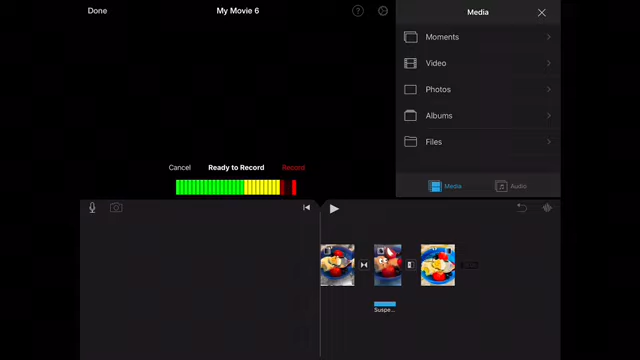 Done
My Movie 6
?
Media
Moments
Video
Photos
Albums
Files
Cancel
Ready to Record
Record
Media
Audio
Suspe...